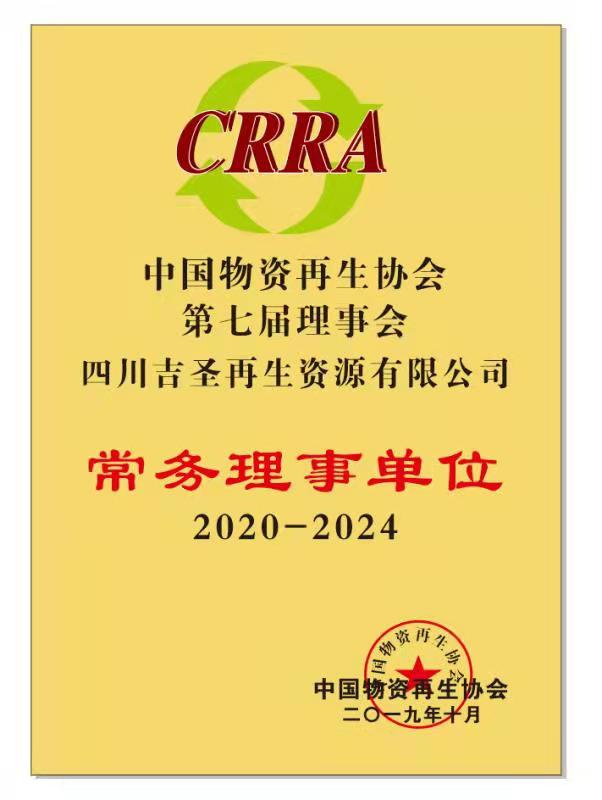 CRRA
中国物资再生协会
第七届理事会
四川吉圣再生资源有限公司
常务理事单位
2020-2024
中国物资再生协会
中国物资再生协会
二〇一九年十月